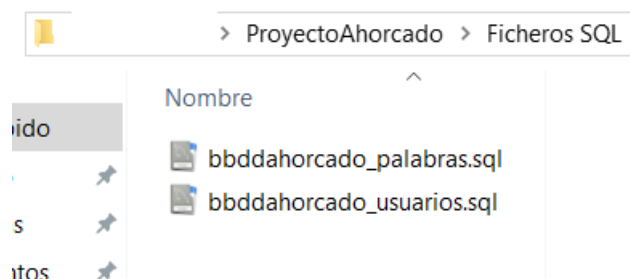 > ProyectoAhorcado > Ficheros SQL
Nombre
bbddahorcado_palabras.sql
bbddahorcado_usuarios.sql